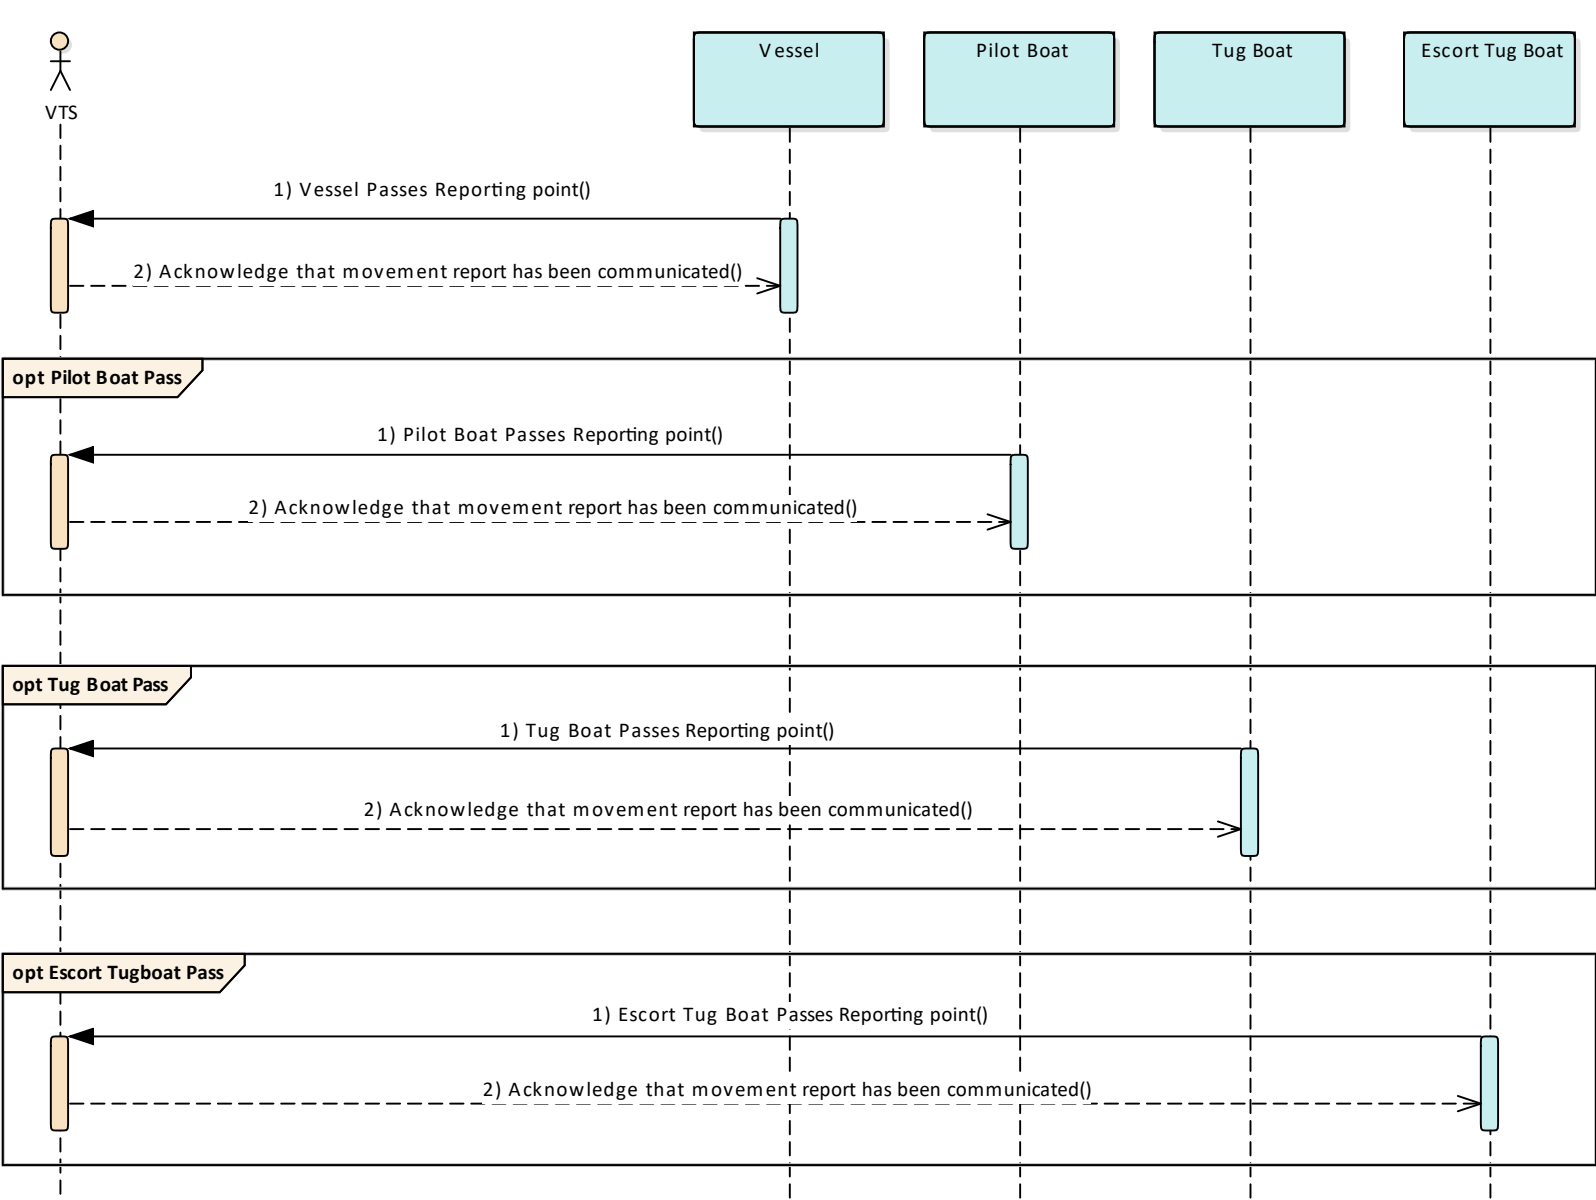 VTS
Vessel
Pilot Boat
Tug Boat
Escort Tug Boat
1) Vessel Passes Reporting point()
2) Acknowledge that movement report has been communicated()
opt Pilot Boat Pass
1) Pilot Boat Passes Reporting point()
2) Acknowledge that movement report has been communicated()
opt Tug Boat Pass
1) Tug Boat Passes Reporting point()
2) Acknowledge that movement report has been communicated()
opt Escort Tugboat Pass
1) Escort Tug Boat Passes Reporting point()
2) Acknowledge that movement report has been communicated()